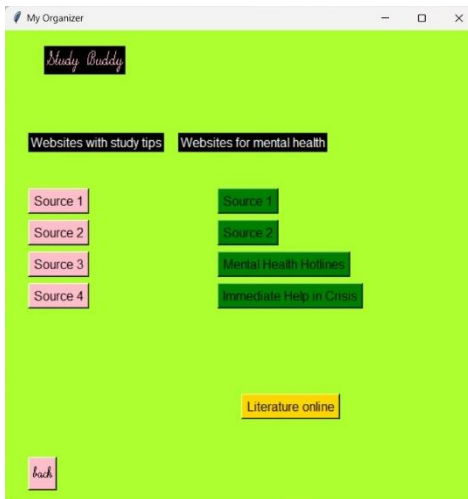 My Organizer
Study Buddy
Websites with study tips
Websites for mental health
Source 1
Source 2
Source 3
Source 4
Source 1
Source 2
Mental Health Hotlines
Immediate Help in Crisis
Literature online
back